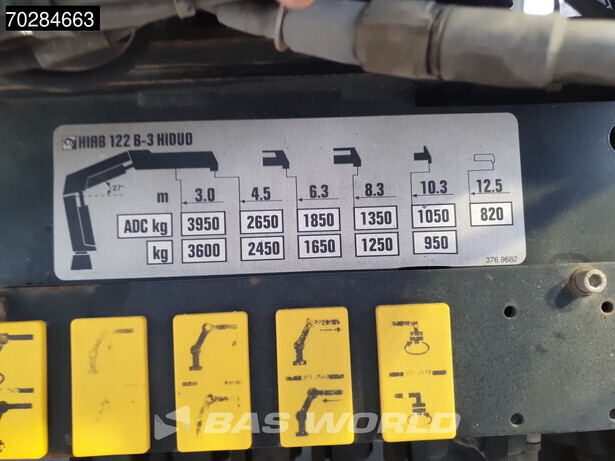 70284663
HIAB 122 B-3 HIDUO
27°
m 3.0 4.5 6.3 8.3 10.3 12.5
ADC kg 3950 2650 1850 1350 1050 820
kg 3600 2450 1650 1250 950
376 9682
BAS WORLD